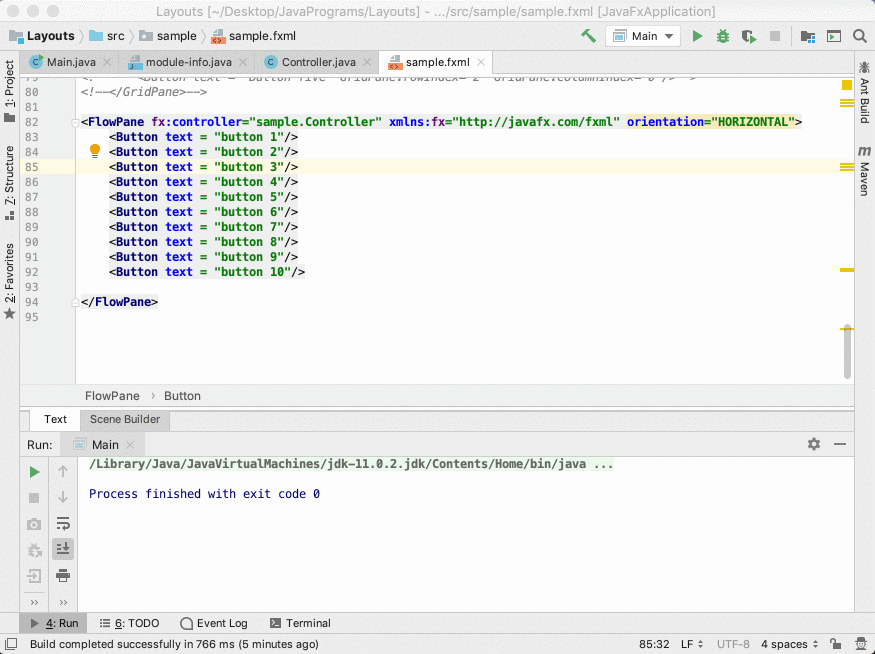 Layouts [~/Desktop/JavaPrograms/Layouts] - .../src/sample/sample.fxml [JavaFxApplication]
Layouts src sample sample.fxml Main
Main.java module-info.java Controller.java sample.fxml
1: Project
7: Structure
2: Favorites
80 <!--</GridPane>-->
81
82 <FlowPane fx:controller="sample.Controller" xmlns:fx="http://javafx.com/fxml" orientation="HORIZONTAL">
83 <Button text = "button 1"/>
84 <Button text = "button 2"/>
85 <Button text = "button 3"/>
86 <Button text = "button 4"/>
87 <Button text = "button 5"/>
88 <Button text = "button 6"/>
89 <Button text = "button 7"/>
90 <Button text = "button 8"/>
91 <Button text = "button 9"/>
92 <Button text = "button 10"/>
93
94 </FlowPane>
95
Ant Build
m Maven
FlowPane › Button
Text Scene Builder
Run: Main
/Library/Java/JavaVirtualMachines/jdk-11.0.2.jdk/Contents/Home/bin/java ...
Process finished with exit code 0
4: Run 6: TODO Event Log Terminal
Build completed successfully in 766 ms (5 minutes ago) 85:32 LF UTF-8 4 spaces